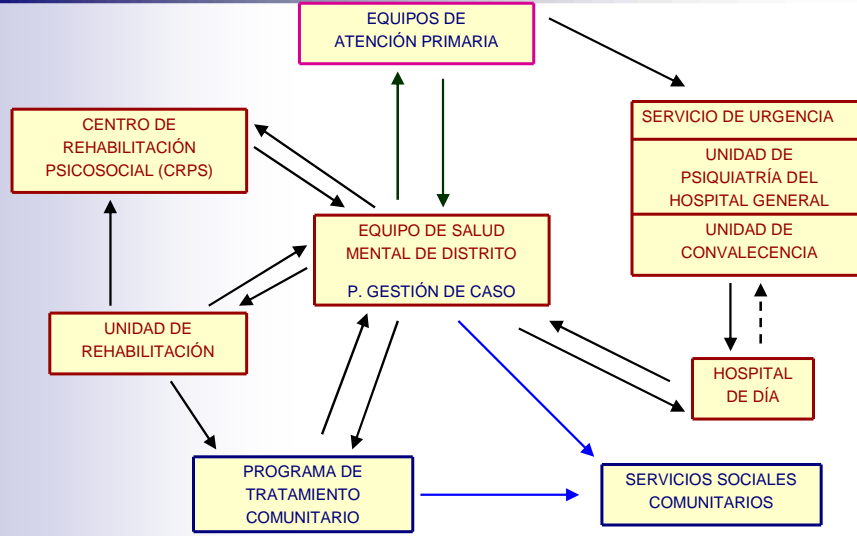 EQUIPOS DE
ATENCIÓN PRIMARIA
CENTRO DE
REHABILITACIÓN
PSICOSOCIAL (CRPS)
SERVICIO DE URGENCIA
UNIDAD DE
PSIQUIATRÍA DEL
HOSPITAL GENERAL
UNIDAD DE
CONVALECENCIA
EQUIPO DE SALUD
MENTAL DE DISTRITO
P. GESTIÓN DE CASO
UNIDAD DE
REHABILITACIÓN
HOSPITAL
DE DÍA
PROGRAMA DE
TRATAMIENTO
COMUNITARIO
SERVICIOS SOCIALES
COMUNITARIOS